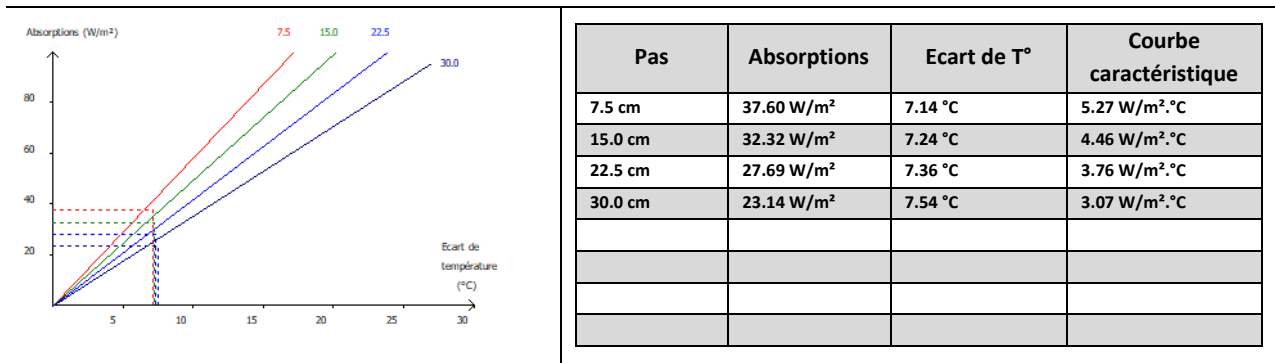 Absorptions (W/m²)
7.5 15.0 22.5
30.0
80
60
40
20
Ecart de
température
(°C)
5 10 15 20 25 30
Pas Absorptions Ecart de T° Courbe
caractéristique
7.5 cm 37.60 W/m² 7.14 °C 5.27 W/m².°C
15.0 cm 32.32 W/m² 7.24 °C 4.46 W/m².°C
22.5 cm 27.69 W/m² 7.36 °C 3.76 W/m².°C
30.0 cm 23.14 W/m² 7.54 °C 3.07 W/m².°C